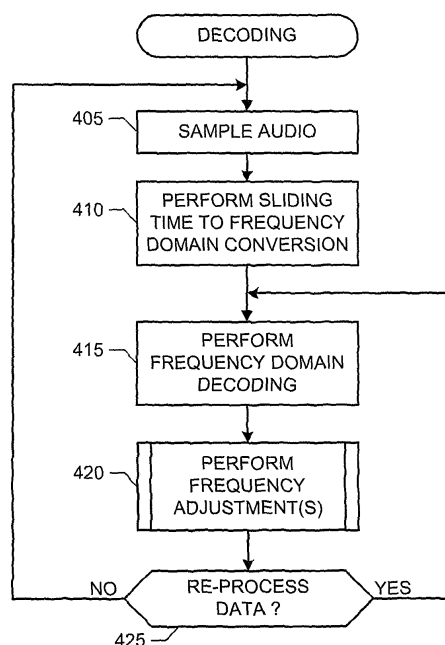 DECODING
405
SAMPLE AUDIO
410
PERFORM SLIDING
TIME TO FREQUENCY
DOMAIN CONVERSION
415
PERFORM
FREQUENCY DOMAIN
DECODING
420
PERFORM
FREQUENCY
ADJUSTMENT(S)
NO
RE-PROCESS
DATA ?
YES
425